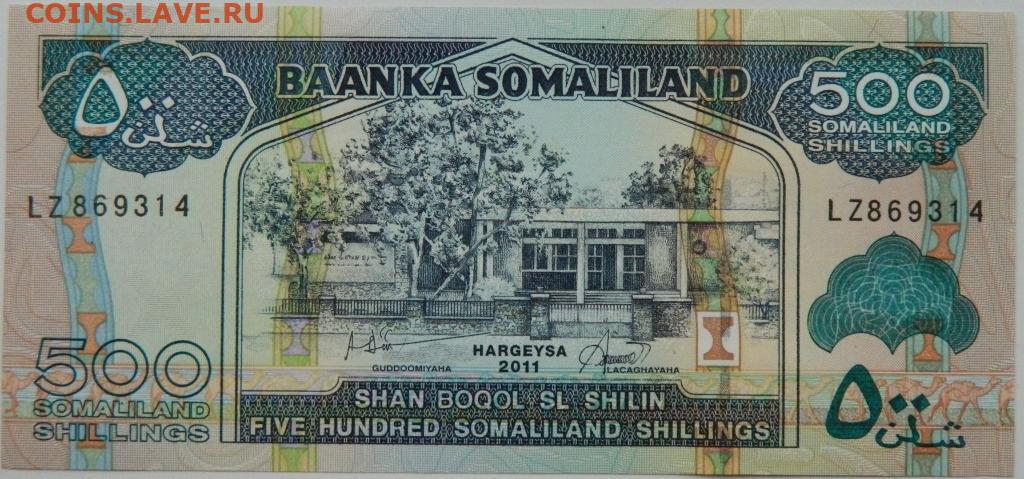 COINS.LAVE.RU
BAANKA SOMALILAND
٥٠٠
شلن
500
SOMALILAND
SHILLINGS
LZ869314
LZ869314
HARGEYSA
2011
GUDDOOMIYAHA
LACAGHAYAHA
500
SOMALILAND
SHILLINGS
SHAN BOQOL SL SHILIN
FIVE HUNDRED SOMALILAND SHILLINGS
٥٠٠
شلن